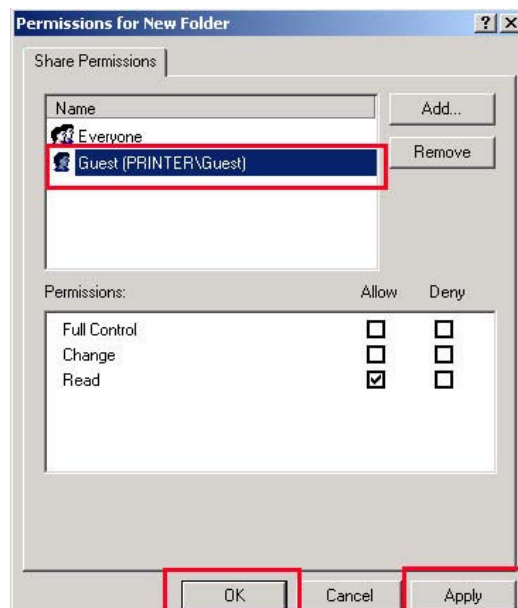 Permissions for New Folder
Share Permissions
Name
Add...
Everyone
Guest (PRINTER\Guest)
Remove
Permissions: Allow Deny
Full Control
Change
Read
OK Cancel Apply